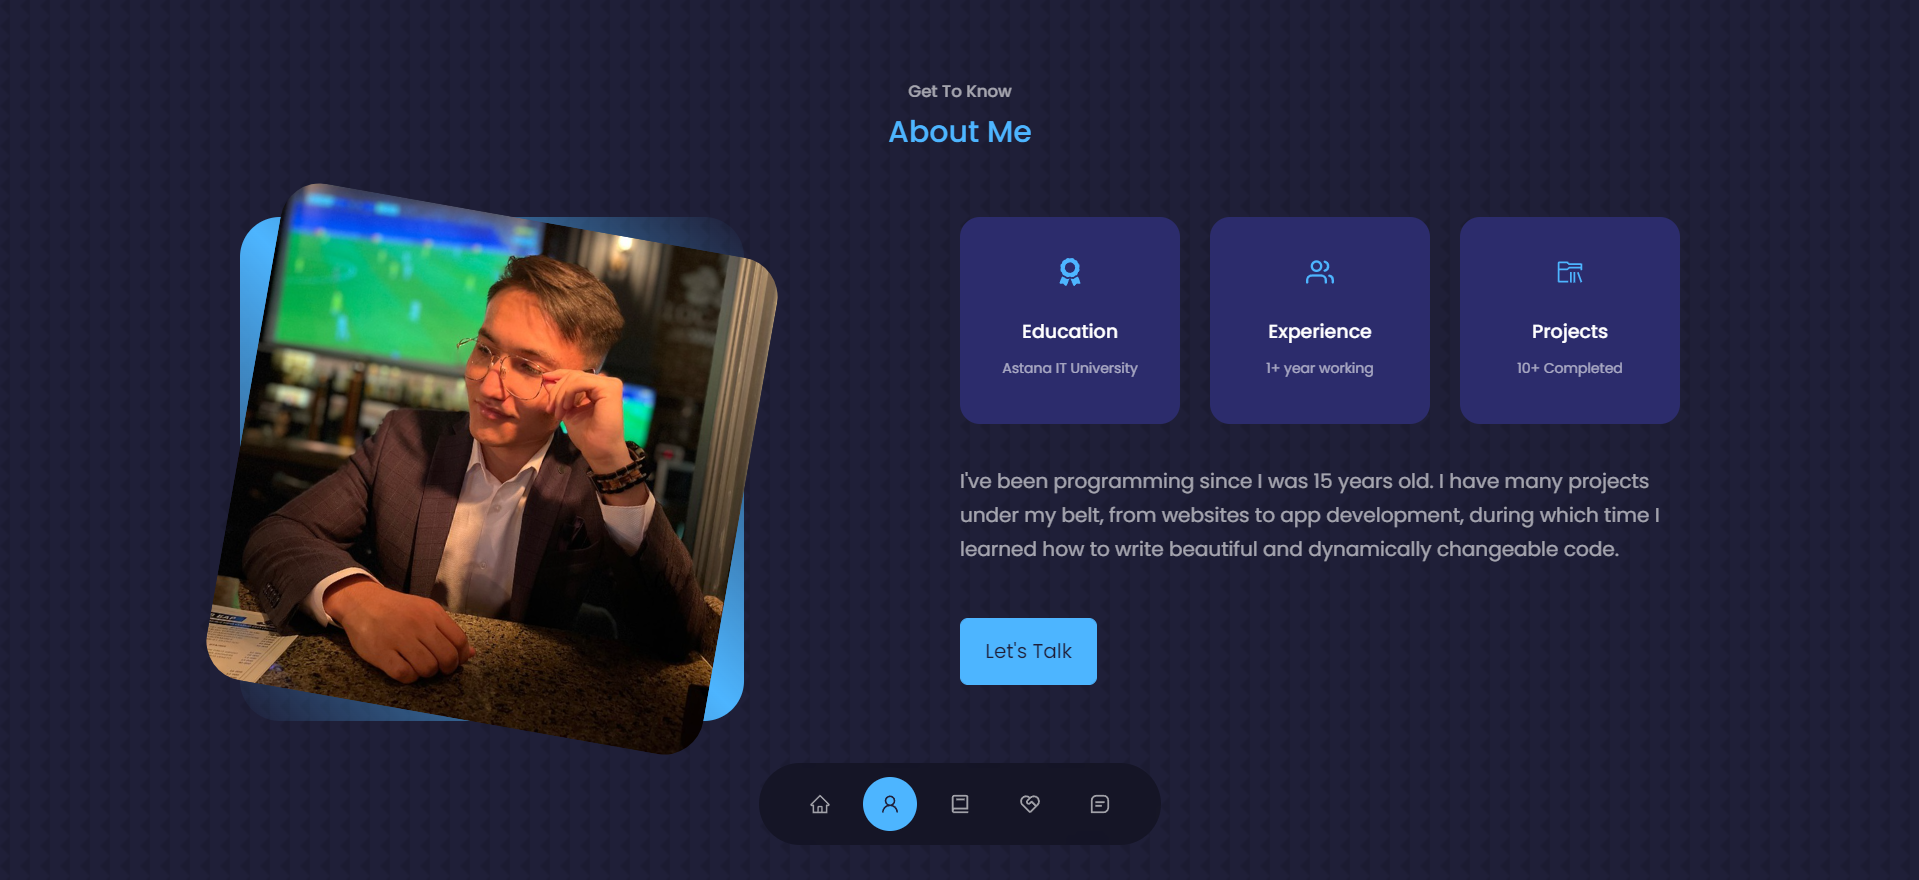 Get To Know
About Me
Education
Astana IT University
Experience
1+ year working
Projects
10+ Completed
I've been programming since I was 15 years old. I have many projects
under my belt, from websites to app development, during which time I
learned how to write beautiful and dynamically changeable code.
Let's Talk